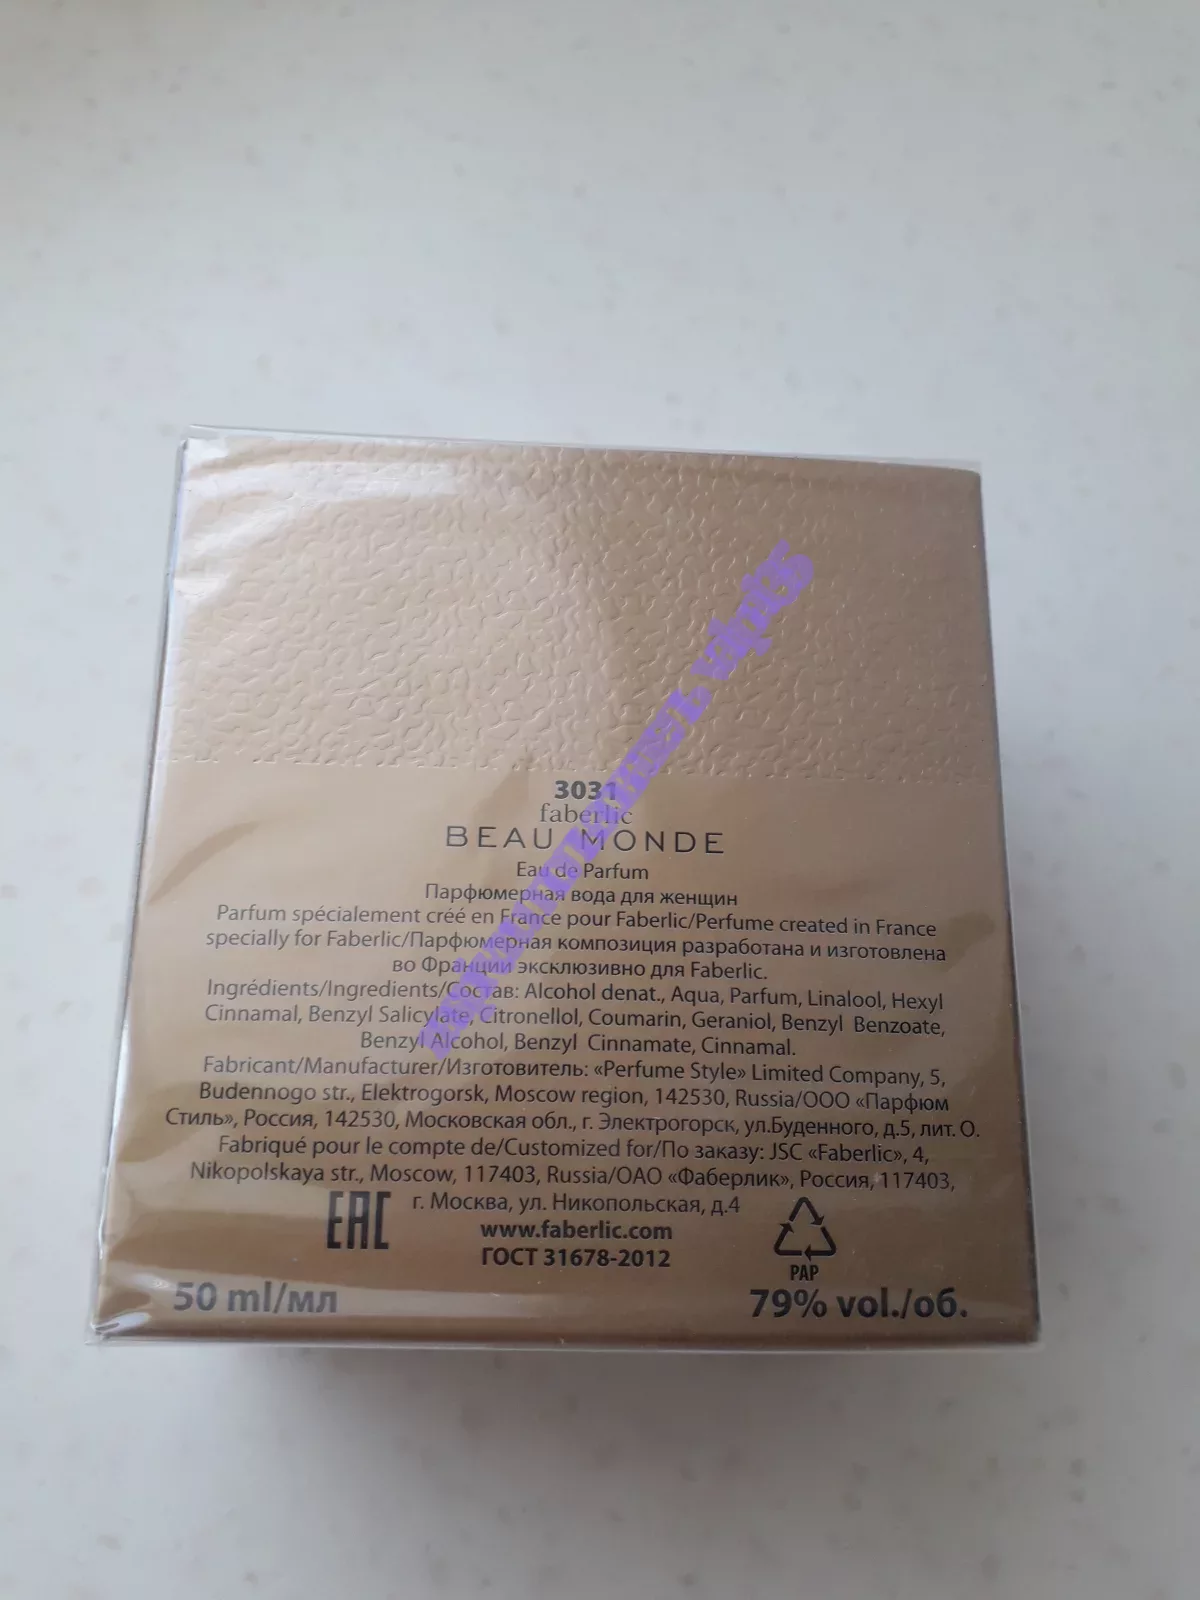 3031
faberlic
BEAU MONDE
Eau de Parfum
Парфюмерная вода для женщин
Parfum spécialement créé en France pour Faberlic/Perfume created in France
specially for Faberlic/Парфюмерная композиция разработана и изготовлена
во Франции эксклюзивно для Faberlic.
Ingrédients/Ingredients/Состав: Alcohol denat., Aqua, Parfum, Linalool, Hexyl
Cinnamal, Benzyl Salicylate, Citronellol, Coumarin, Geraniol, Benzyl Benzoate,
Benzyl Alcohol, Benzyl Cinnamate, Cinnamal.
Fabricant/Manufacturer/Изготовитель: «Perfume Style» Limited Company, 5,
Budennogo str., Elektrogorsk, Moscow region, 142530, Russia/ООО «Парфюм
Стиль», Россия, 142530, Московская обл., г. Электрогорск, ул.Буденного, д.5, лит. О.
Fabriqué pour le compte de/Customized for/По заказу: JSC «Faberlic», 4,
Nikopolskaya str., Moscow, 117403, Russia/ОАО «Фаберлик», Россия, 117403,
г. Москва, ул. Никопольская, д.4
EAC
www.faberlic.com
ГОСТ 31678-2012
PAP
50 ml/мл
79% vol./об.